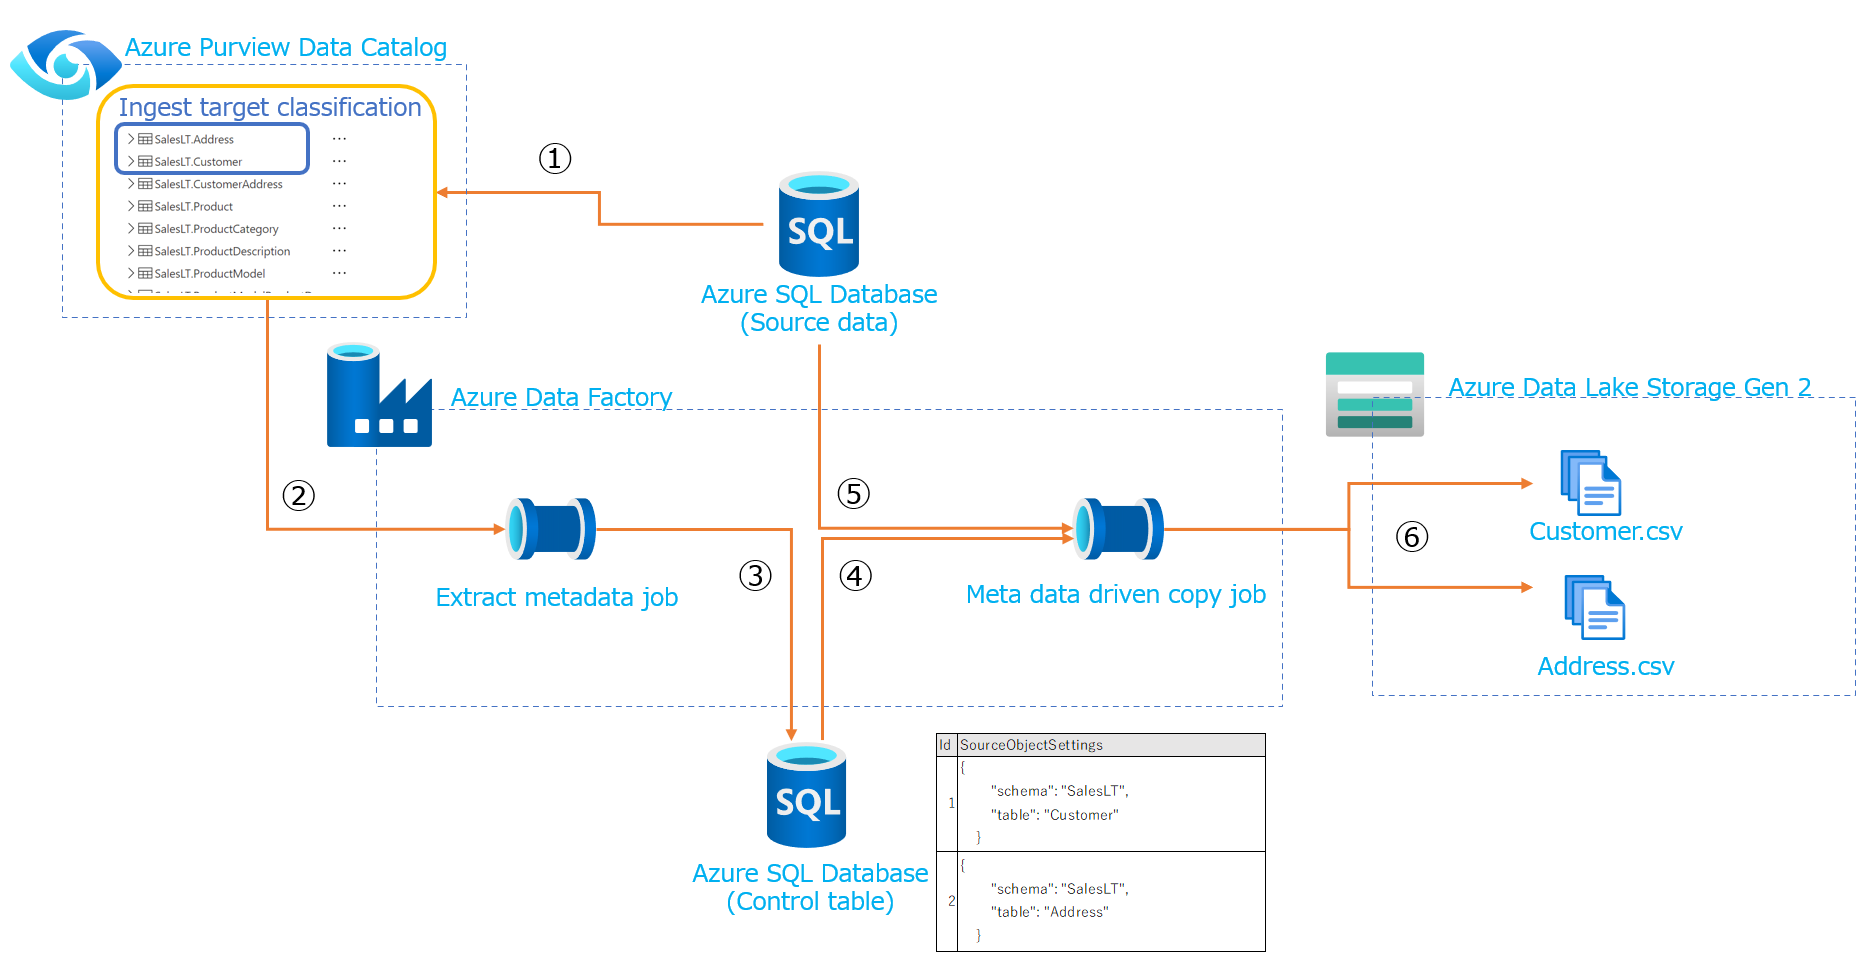 Azure Purview Data Catalog
Ingest target classification
SalesLT.Address ...
SalesLT.Customer ...
SalesLT.CustomerAddress ...
SalesLT.Product ...
SalesLT.ProductCategory ...
SalesLT.ProductDescription ...
SalesLT.ProductModel ...
①
SQL
Azure SQL Database
(Source data)
Azure Data Factory
Azure Data Lake Storage Gen 2
②
⑤
Extract metadata job
③
④
Meta data driven copy job
⑥
Customer.csv
Address.csv
SQL
Azure SQL Database
(Control table)
Id SourceObjectSettings
1
{
"schema": "SalesLT",
"table": "Customer"
}
2
{
"schema": "SalesLT",
"table": "Address"
}